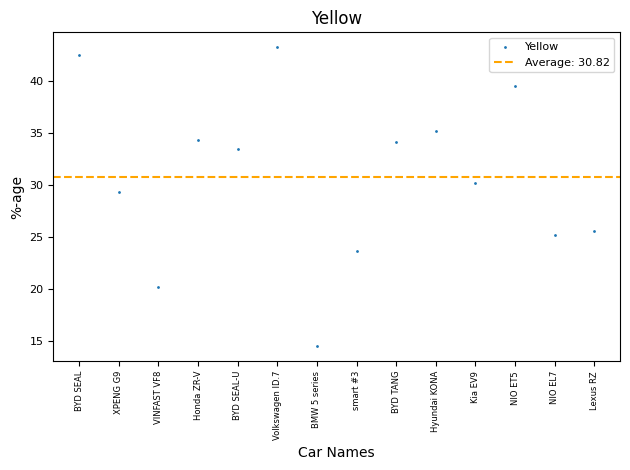 Yellow
Yellow
Average: 30.82
%-age
40
35
30
25
20
15
BYD SEAL
XPENG G9
VINFAST VF8
Honda ZR-V
BYD SEAL-U
Volkswagen ID.7
BMW 5 series
smart #3
BYD TANG
Hyundai KONA
Kia EV9
NIO ET5
NIO EL7
Lexus RZ
Car Names